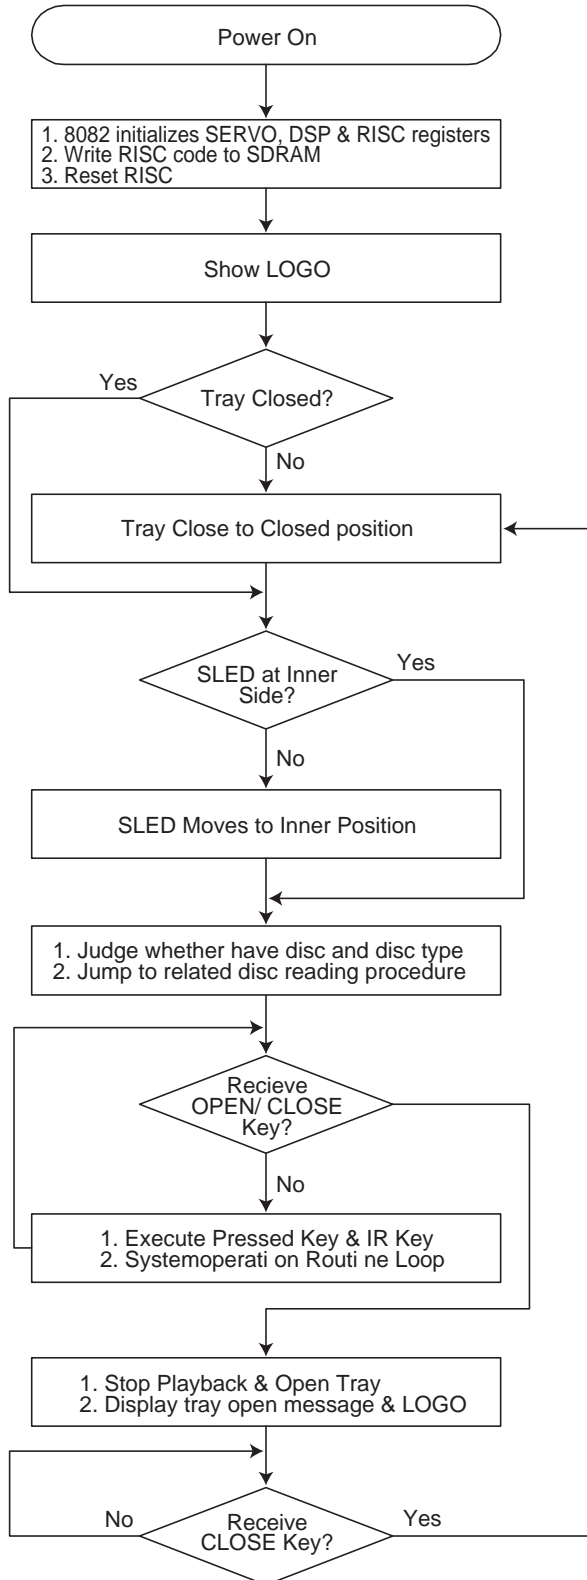 Power On
1. 8082 initializes SERVO, DSP & RISC registers
2. Write RISC code to SDRAM
3. Reset RISC
Show LOGO
Yes
Tray Closed?
No
Tray Close to Closed position
SLED at Inner
Side?
Yes
No
SLED Moves to Inner Position
1. Judge whether have disc and disc type
2. Jump to related disc reading procedure
Recieve
OPEN/ CLOSE
Key?
No
1. Execute Pressed Key & IR Key
2. Systemoperati on Routi ne Loop
1. Stop Playback & Open Tray
2. Display tray open message & LOGO
No
Receive
CLOSE Key?
Yes